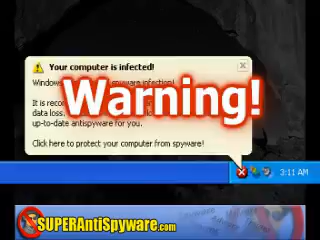 Your computer is infected!
Windows spyware infection!
Warning!
It is
data loss.
up-to-date antispyware for you.
Click here to protect your computer from spyware!
3:11 AM
SUPERAntiSpyware.com